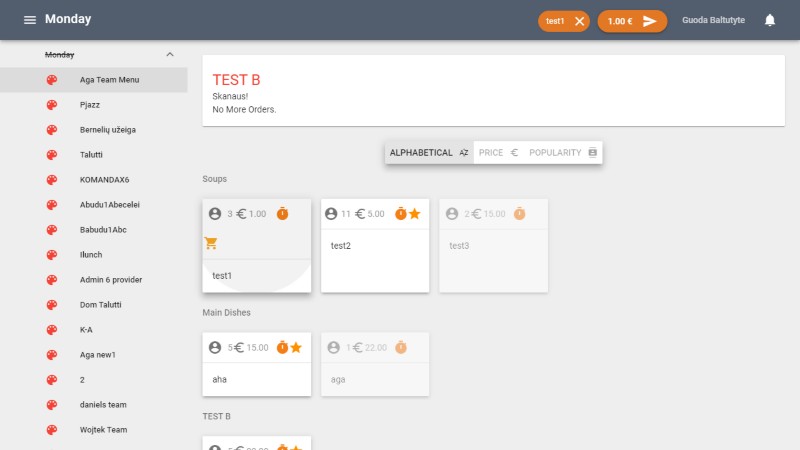 Monday
test1
1.00 €
Guoda Baltutyte
Monday
Aga Team Menu
Pjazz
Bernelių užeiga
Talutti
KOMANDAX6
Abudu1Abecelei
Babudu1Abc
Ilunch
Admin 6 provider
Dom Talutti
K-A
Aga new1
2
daniels team
Wojtek Team
TEST B
Skanaus!
No More Orders.
ALPHABETICAL
PRICE €
POPULARITY
Soups
3 € 1.00
test1
11 € 5.00
test2
2 € 15.00
test3
Main Dishes
5 € 15.00
aha
1 € 22.00
aga
TEST B